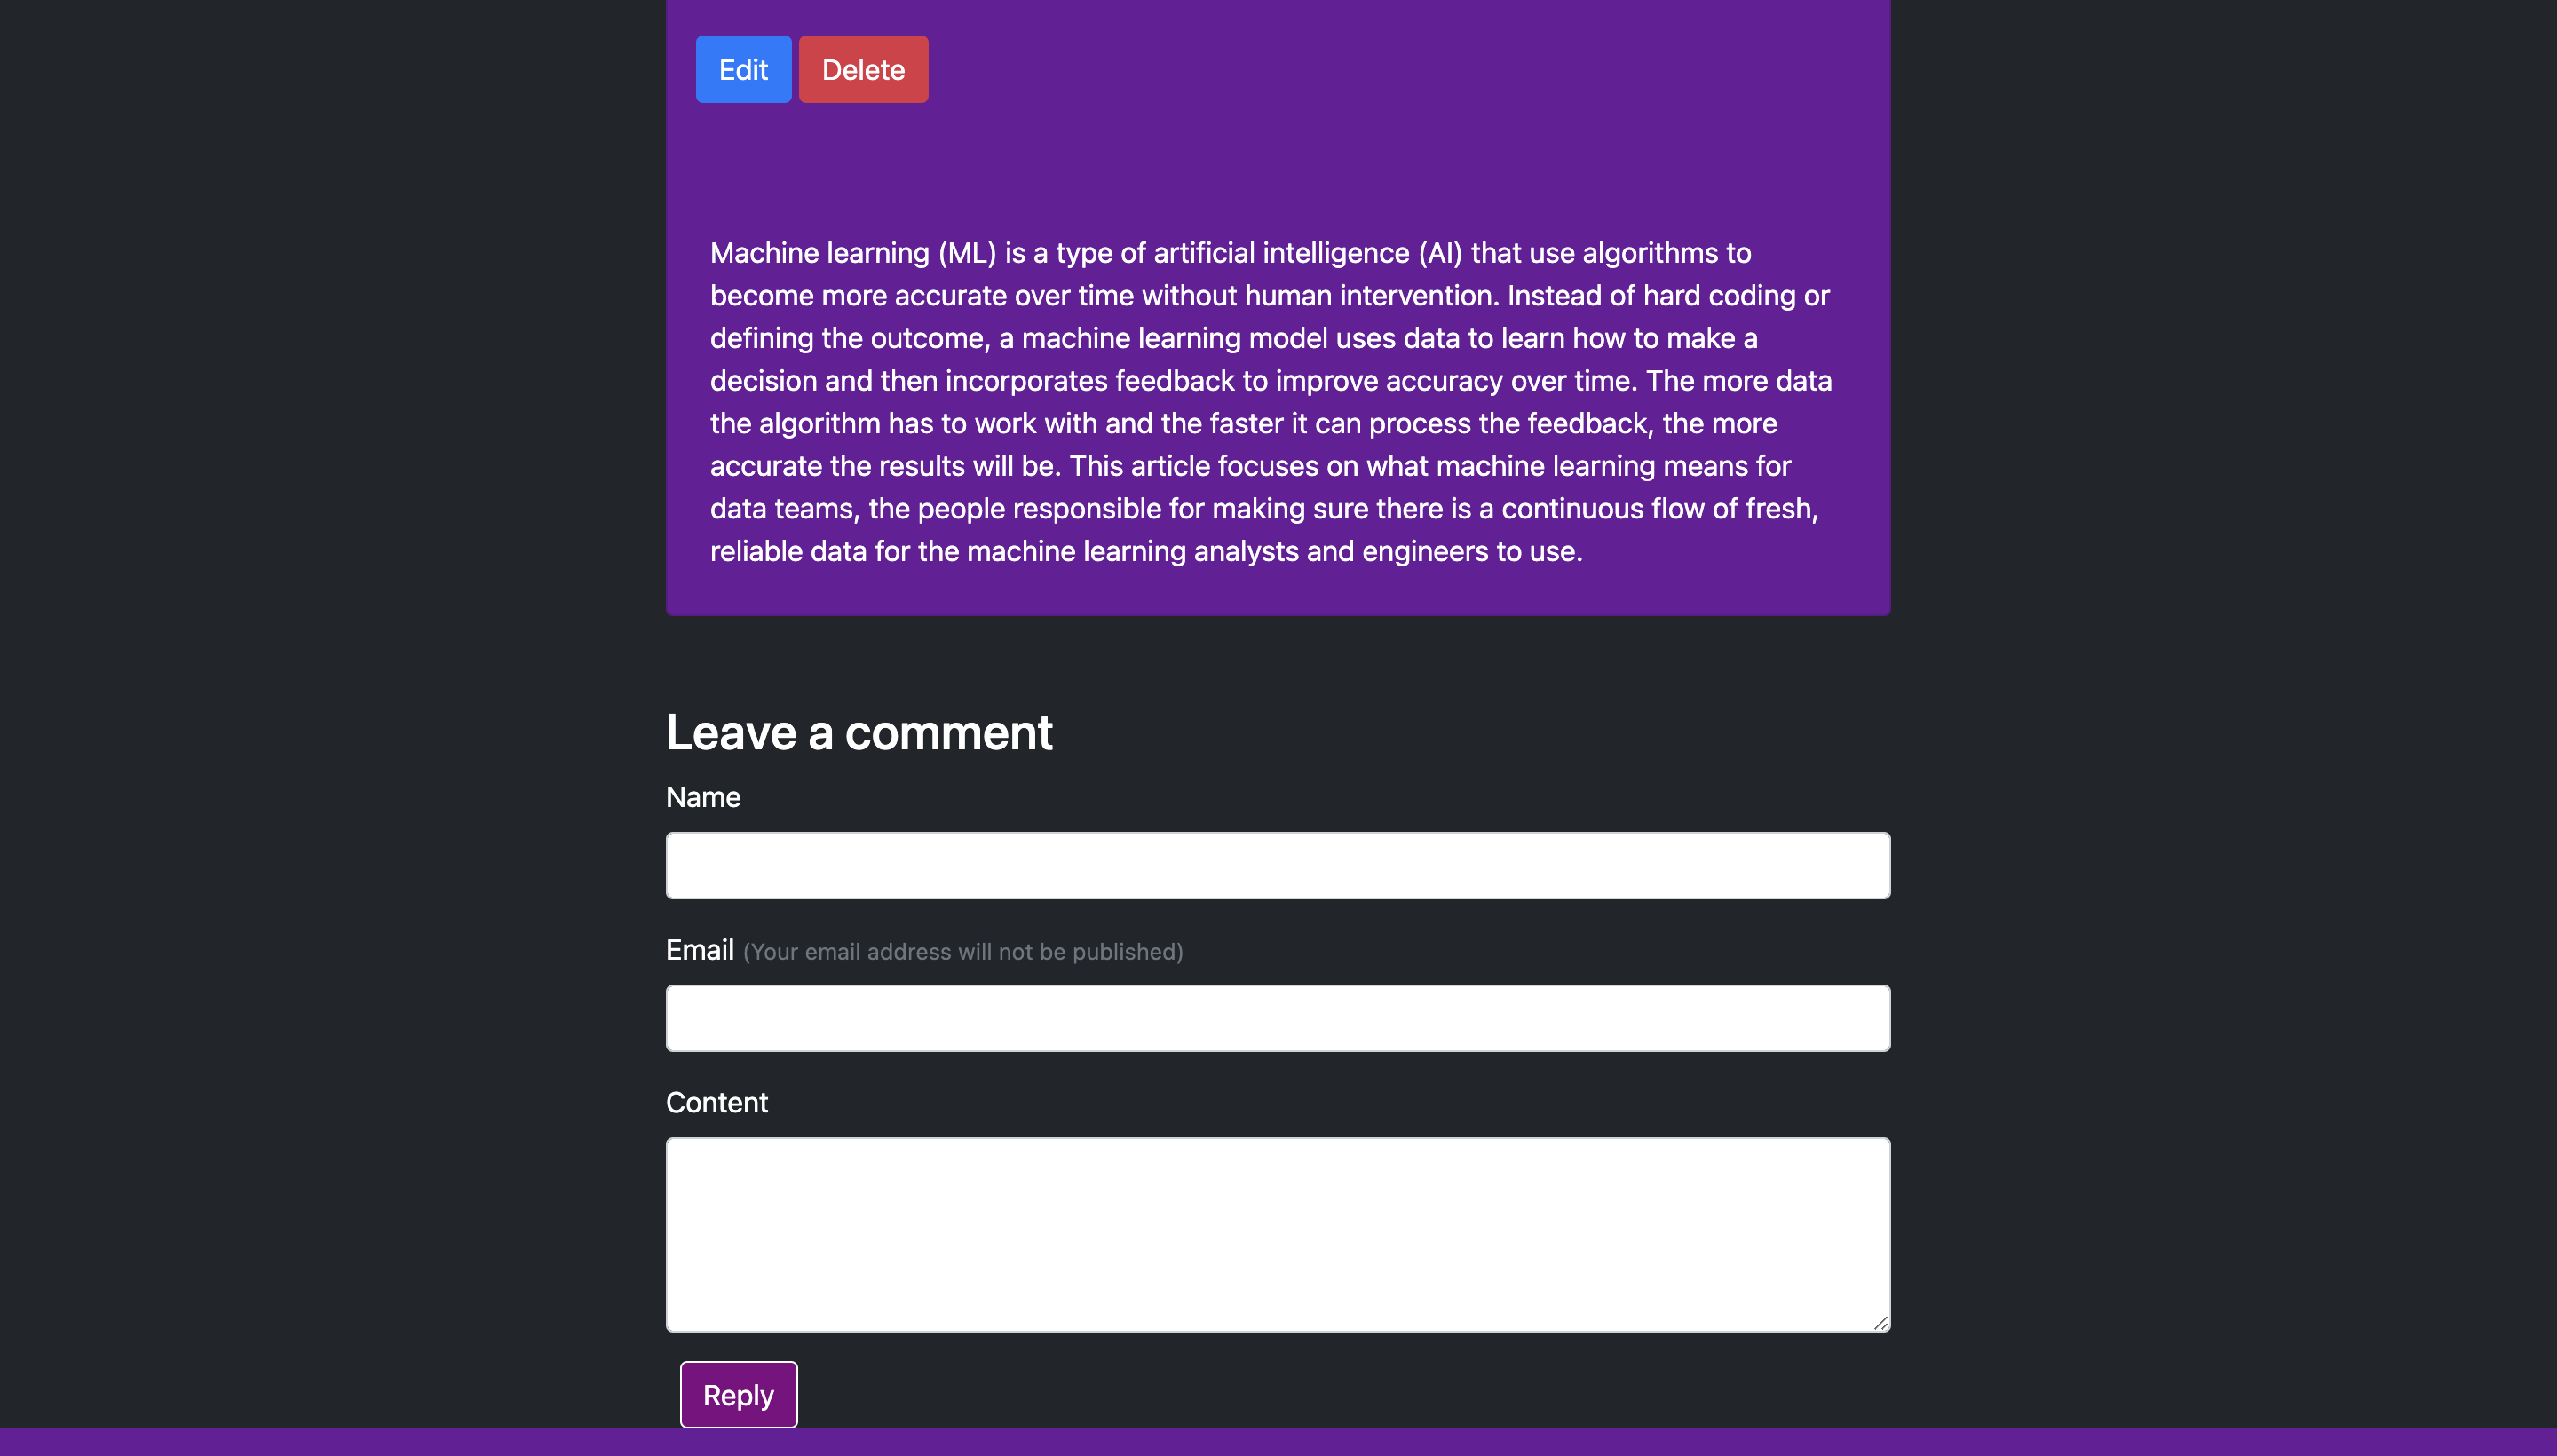 Edit Delete
Machine learning (ML) is a type of artificial intelligence (AI) that use algorithms to
become more accurate over time without human intervention. Instead of hard coding or
defining the outcome, a machine learning model uses data to learn how to make a
decision and then incorporates feedback to improve accuracy over time. The more data
the algorithm has to work with and the faster it can process the feedback, the more
accurate the results will be. This article focuses on what machine learning means for
data teams, the people responsible for making sure there is a continuous flow of fresh,
reliable data for the machine learning analysts and engineers to use.
Leave a comment
Name
Email (Your email address will not be published)
Content
Reply